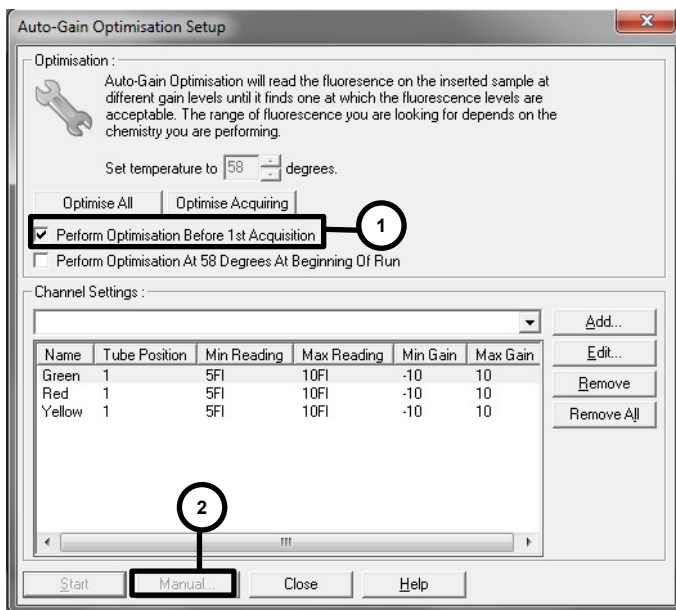 Auto-Gain Optimisation Setup
Optimisation :
Auto-Gain Optimisation will read the fluoresence on the inserted sample at
different gain levels until it finds one at which the fluorescence levels are
acceptable. The range of fluorescence you are looking for depends on the
chemistry you are performing.
Set temperature to 58 degrees.
Optimise All Optimise Acquiring
Perform Optimisation Before 1st Acquisition
1
Perform Optimisation At 58 Degrees At Beginning Of Run
Channel Settings :
Add...
Name Tube Position Min Reading Max Reading Min Gain Max Gain
Edit...
Green 1 5Fl 10Fl -10 10
Red 1 5Fl 10Fl -10 10
Remove
Yellow 1 5Fl 10Fl -10 10
Remove All
2
Start Manual... Close Help